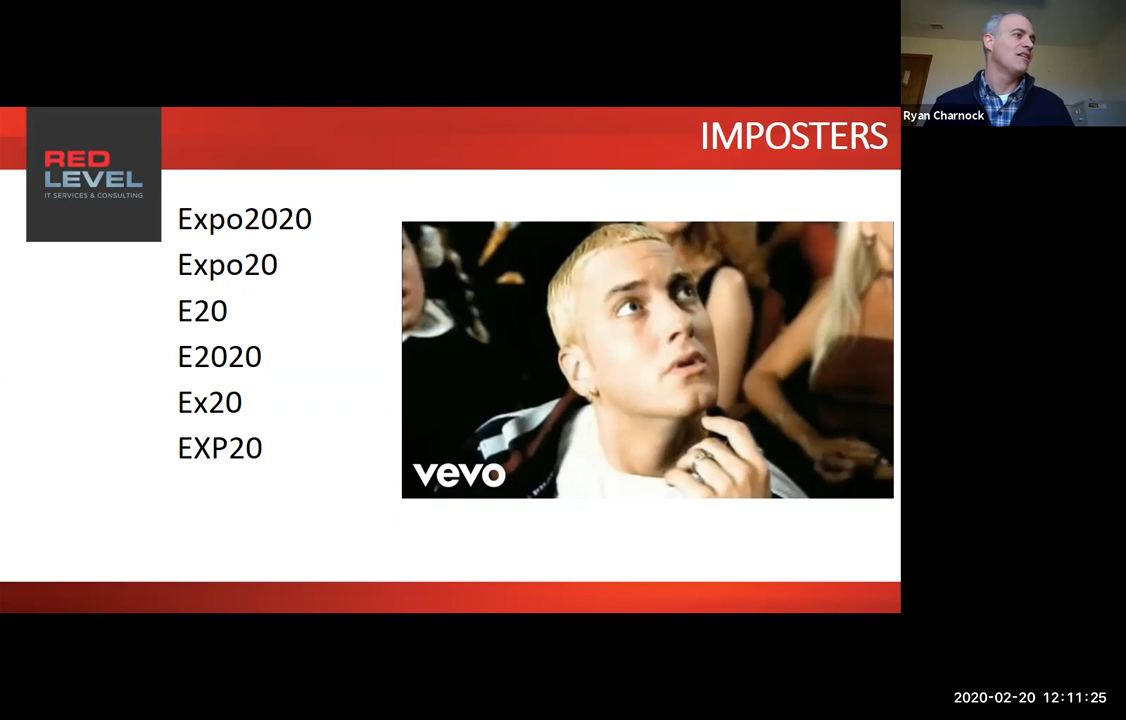 Ryan Charnock
IMPOSTERS
RED
LEVEL
IT SERVICES & CONSULTING
Expo2020
Expo20
E20
E2020
Ex20
EXP20
vevo
2020-02-20 12:11:25